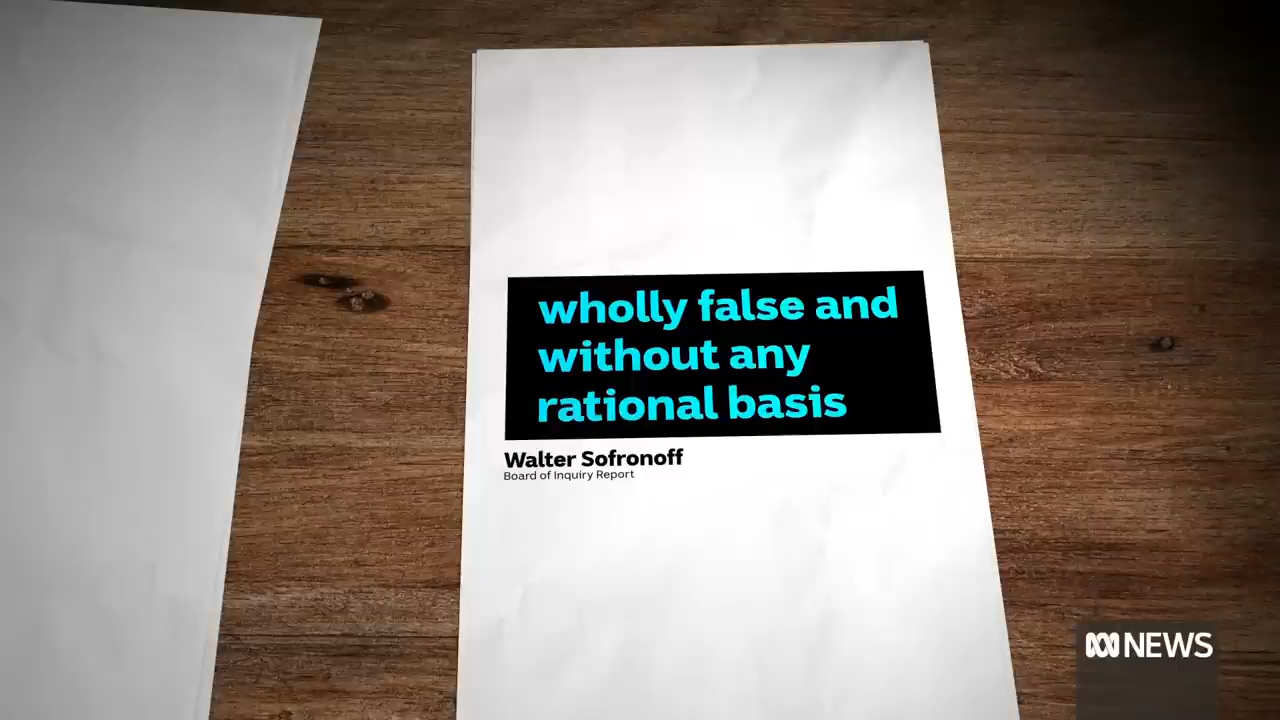 wholly false and
without any
rational basis
Walter Sofronoff
Board of Inquiry Report
NEWS